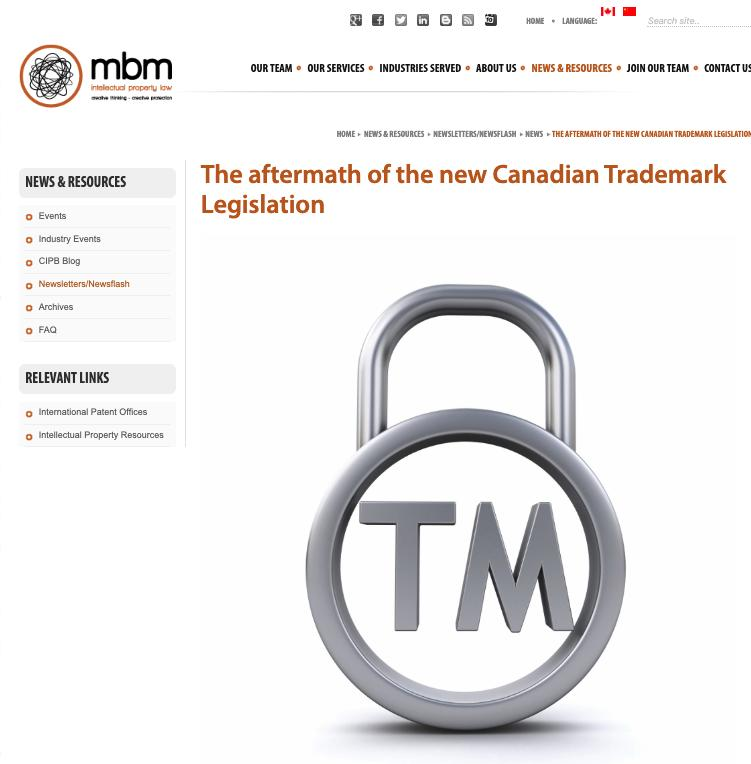 HOME • LANGUAGE:
Search site..
mbm
intellectual property law
creative thinking - creative protection
OUR TEAM OUR SERVICES INDUSTRIES SERVED ABOUT US NEWS & RESOURCES JOIN OUR TEAM CONTACT US
HOME ▸ NEWS & RESOURCES ▸ NEWSLETTERS/NEWSFLASH ▸ NEWS ▸ THE AFTERMATH OF THE NEW CANADIAN TRADEMARK LEGISLATION
NEWS & RESOURCES
Events
Industry Events
CIPB Blog
Newsletters/Newsflash
Archives
FAQ
RELEVANT LINKS
International Patent Offices
Intellectual Property Resources
The aftermath of the new Canadian Trademark
Legislation
TM